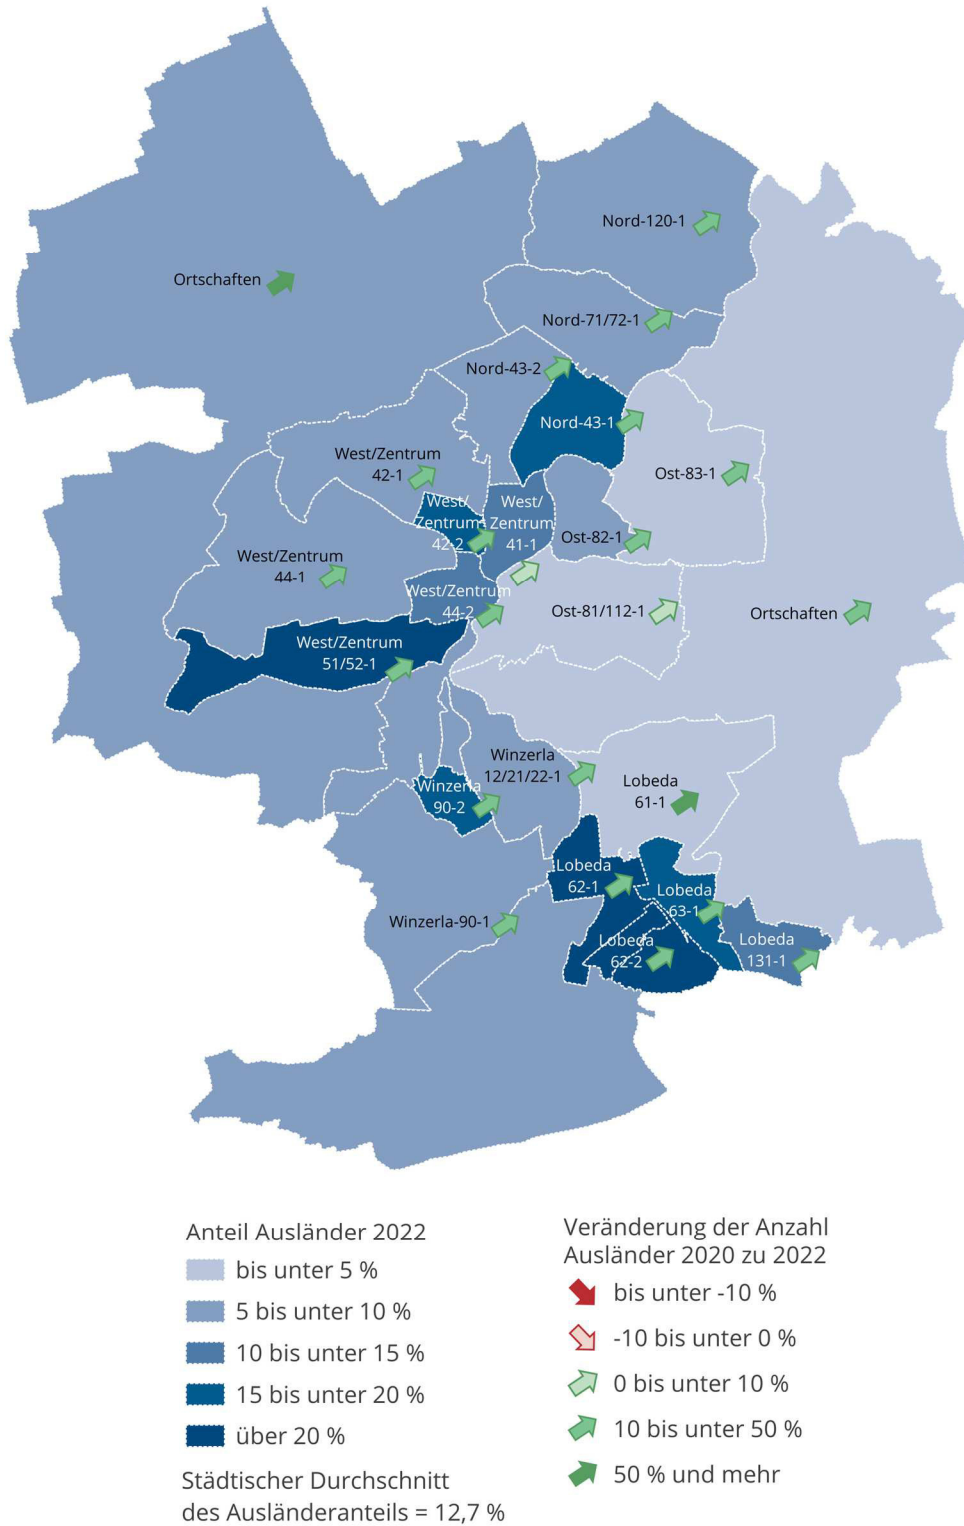 Nord-120-1
Ortschaften
Nord-71/72-1
Nord-43-2
Nord-43-1
West/Zentrum
42-1
Ost-83-1
West/
Zentrum-
42-2
West/
Zentrum
41-1
Ost-82-1
West/Zentrum
44-1
West/Zentrum
44-2
Ost-81/112-1
Ortschaften
West/Zentrum
51/52-1
Winzerla
12/21/22-1
Lobeda
61-1
Winzerla
90-2
Lobeda
62-1
Lobeda
63-1
Winzerla-90-1
Lobeda
62-2
Lobeda
131-1
Anteil Ausländer 2022
bis unter 5 %
5 bis unter 10 %
10 bis unter 15 %
15 bis unter 20 %
über 20 %
Städtischer Durchschnitt
des Ausländeranteils = 12,7 %
Veränderung der Anzahl
Ausländer 2020 zu 2022
bis unter -10 %
-10 bis unter 0 %
0 bis unter 10 %
10 bis unter 50 %
50 % und mehr